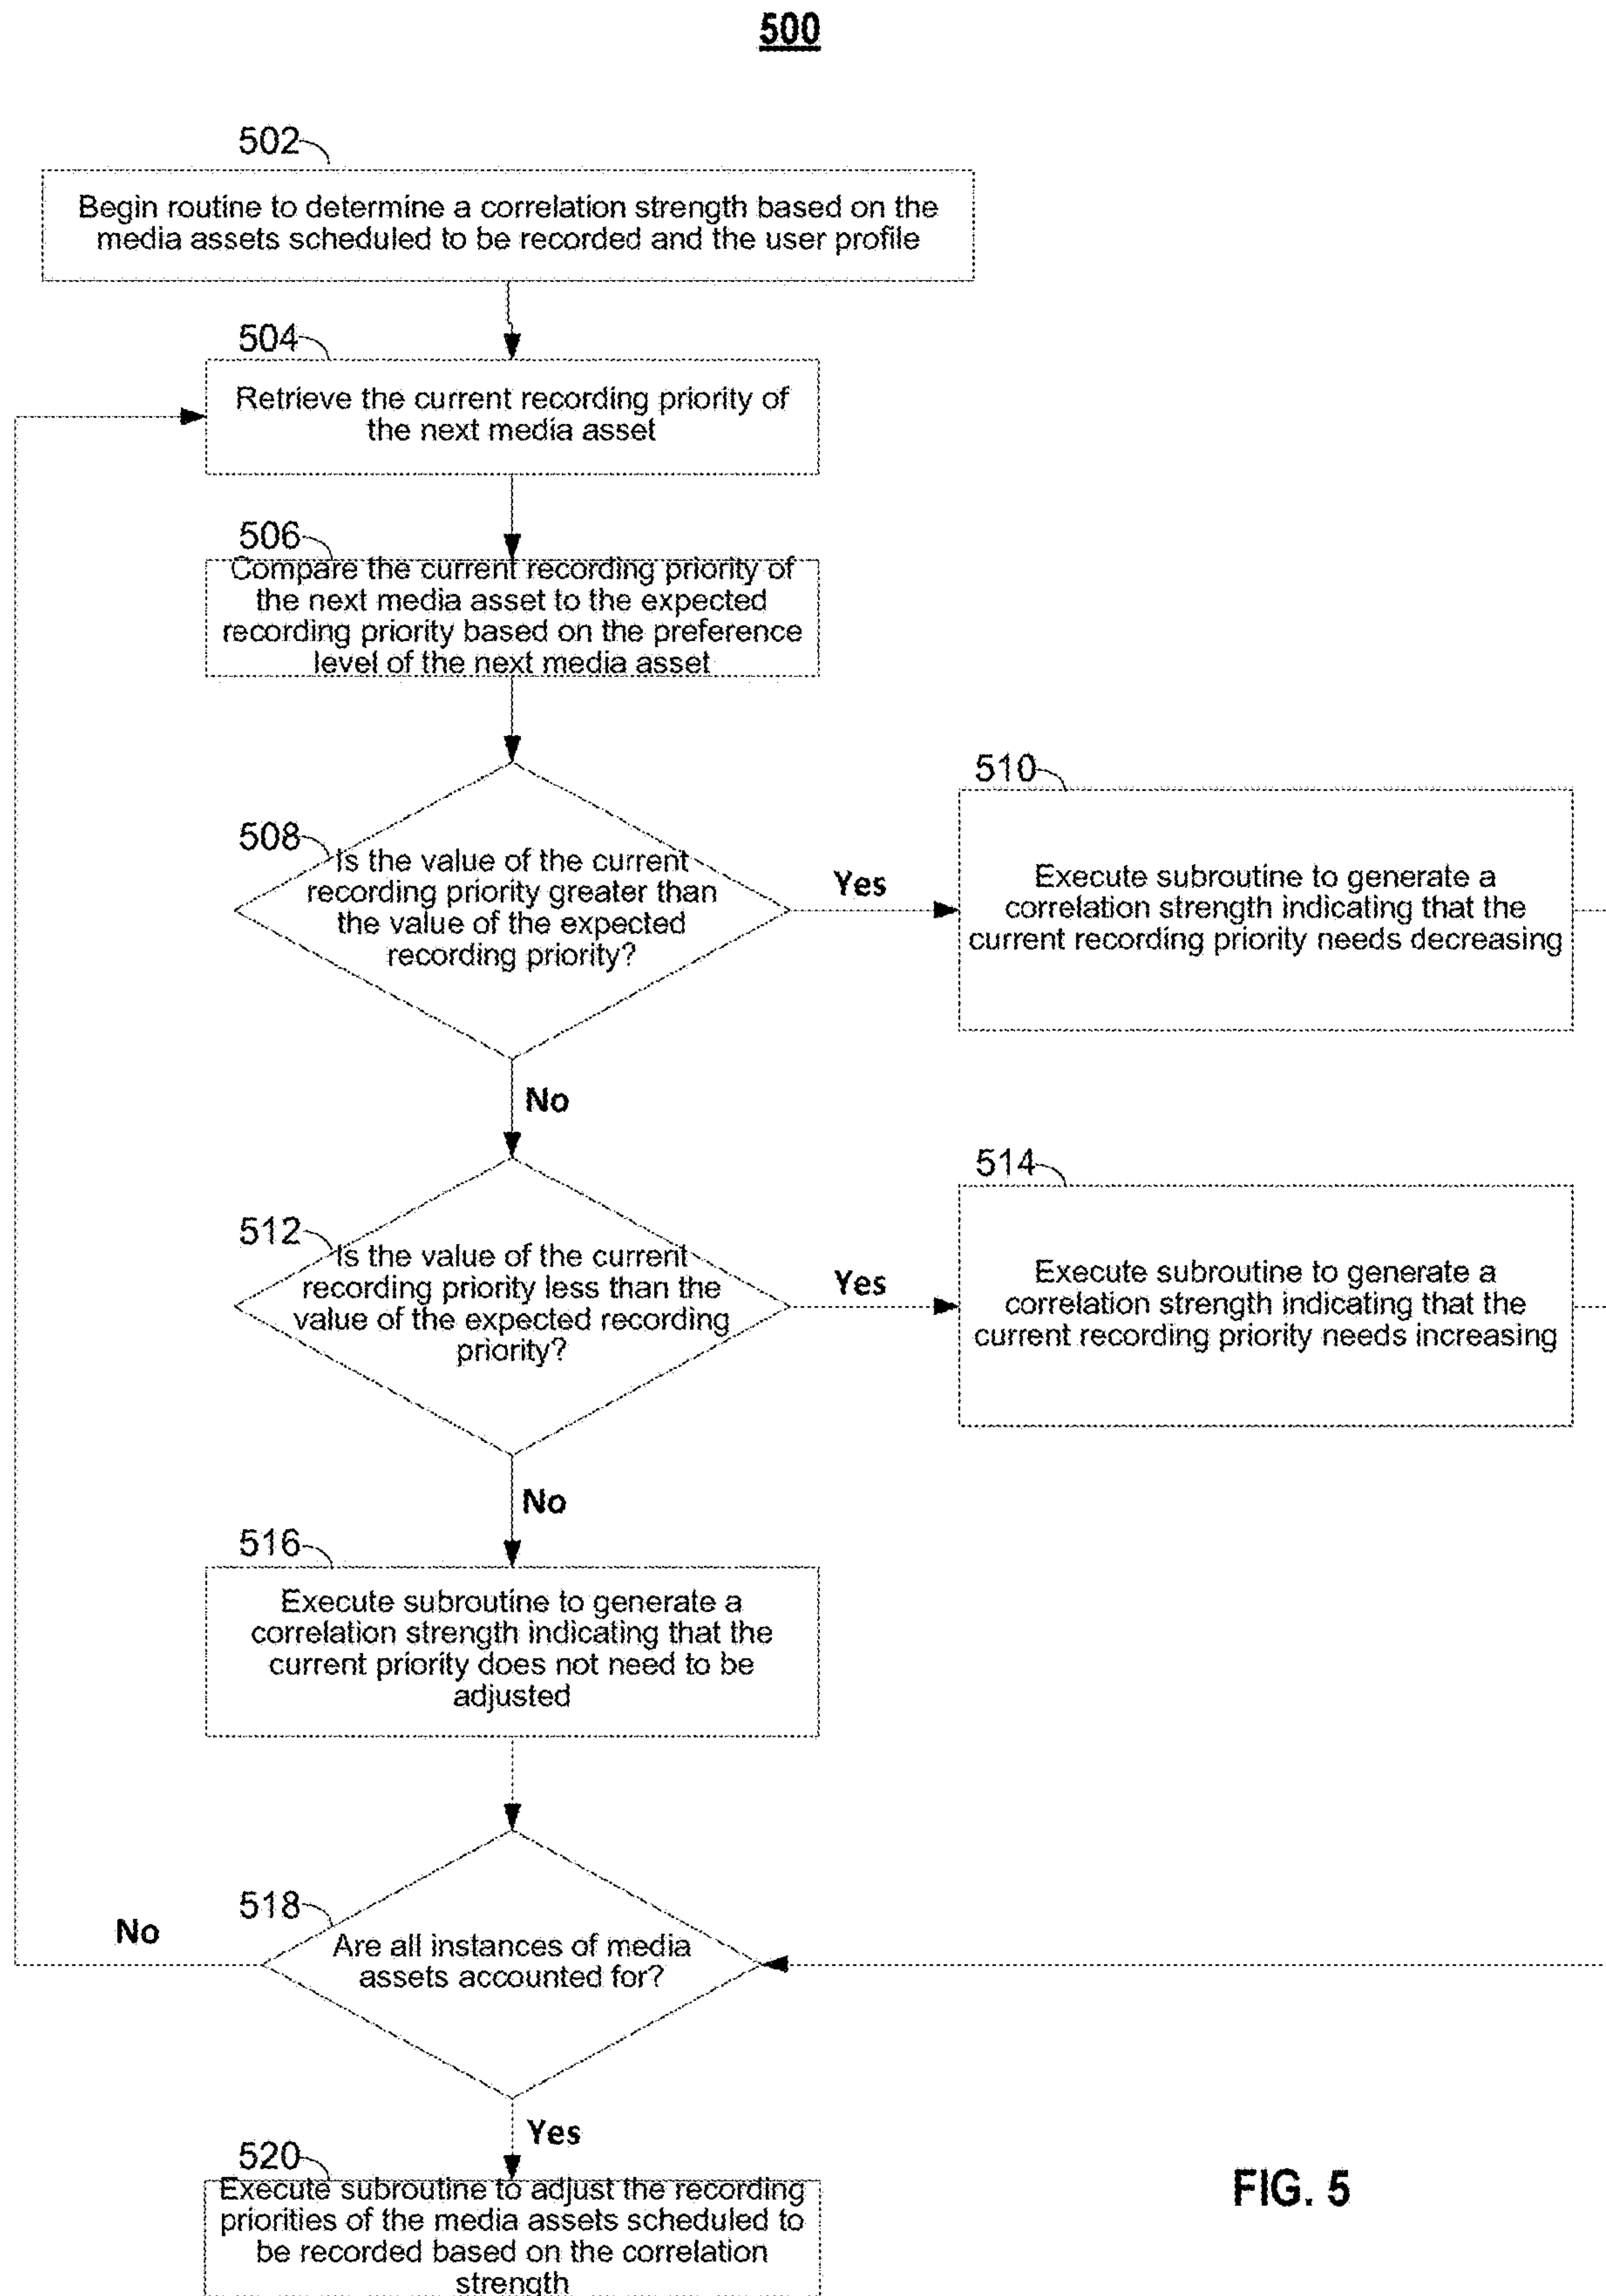 500
502
Begin routine to determine a correlation strength based on the
media assets scheduled to be recorded and the user profile
504
Retrieve the current recording priority of
the next media asset
506
Compare the current recording priority of
the next media asset to the expected
recording priority based on the preference
level of the next media asset
508
Is the value of the current
recording priority greater than
the value of the expected
recording priority?
Yes
510
Execute subroutine to generate a
correlation strength indicating that the
current recording priority needs decreasing
No
512
Is the value of the current
recording priority less than the
value of the expected recording
priority?
Yes
514
Execute subroutine to generate a
correlation strength indicating that the
current recording priority needs increasing
No
516
Execute subroutine to generate a
correlation strength indicating that the
current priority does not need to be
adjusted
518
Are all instances of media
assets accounted for?
No
Yes
520
Execute subroutine to adjust the recording
priorities of the media assets scheduled to
be recorded based on the correlation
strength
FIG. 5